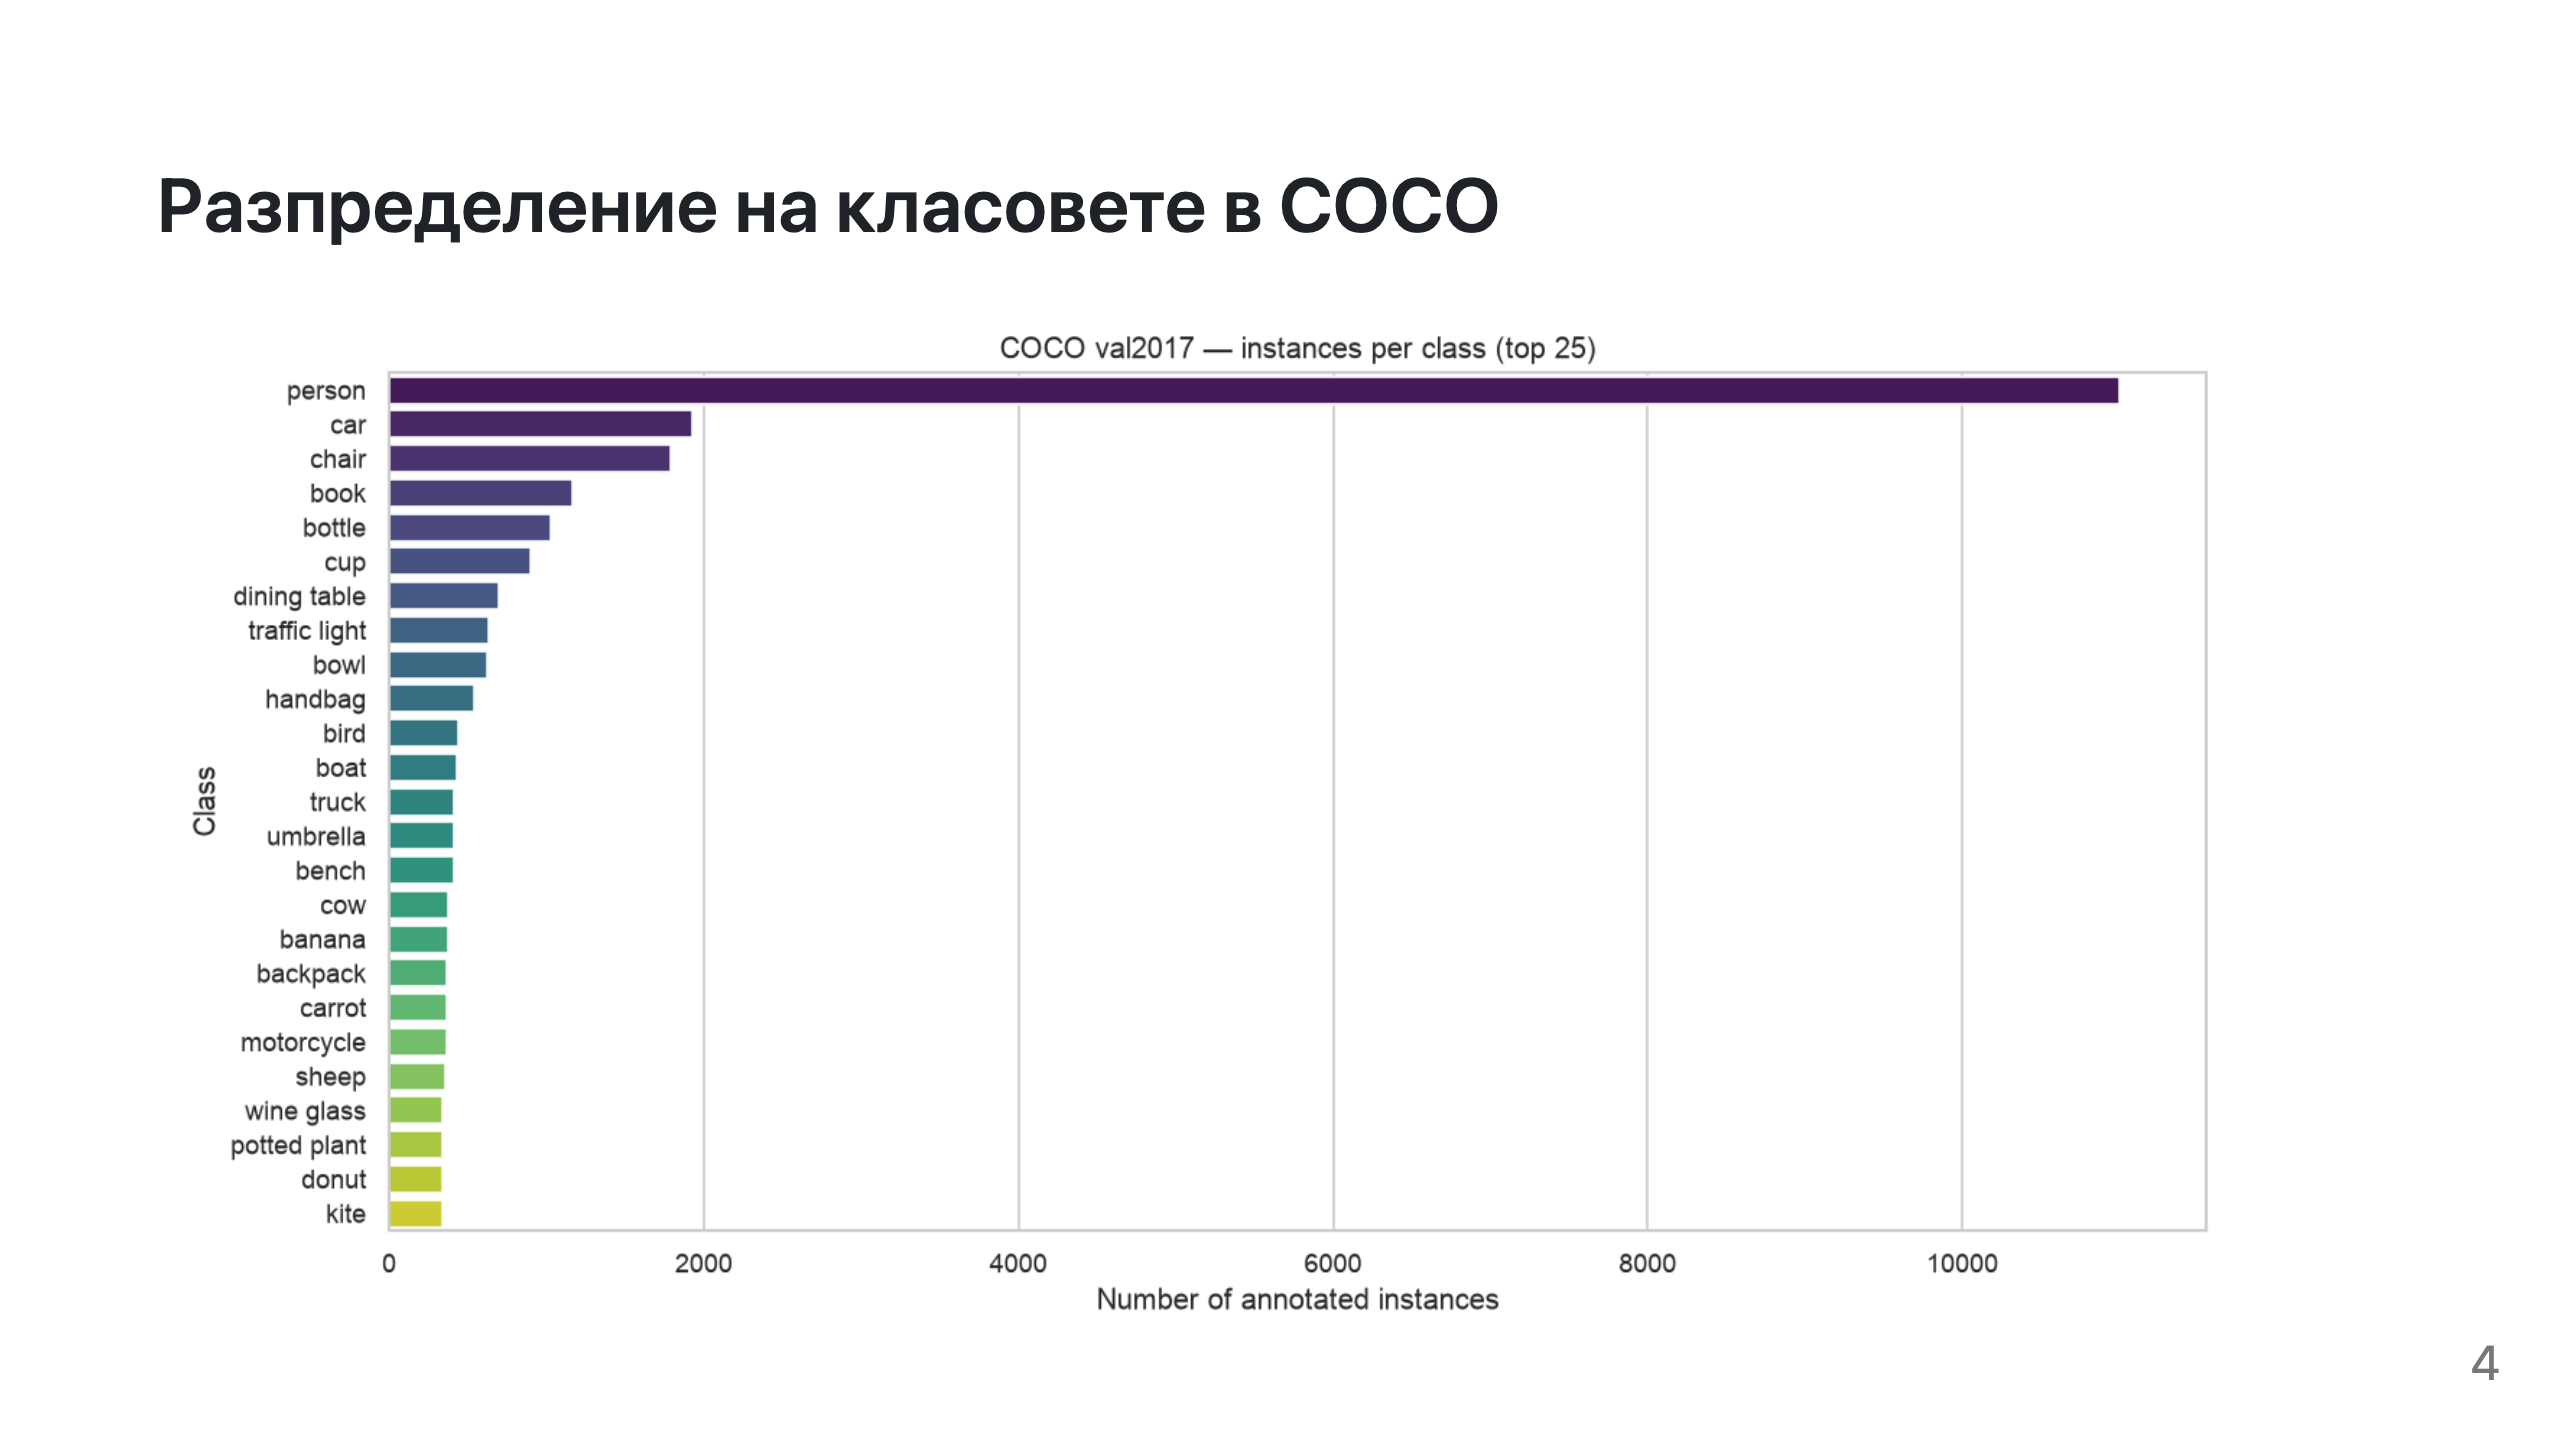 Разпределение на класовете в COCO
COCO val2017 — instances per class (top 25)
person
car
chair
book
bottle
cup
dining table
traffic light
bowl
handbag
bird
boat
truck
umbrella
bench
cow
banana
backpack
carrot
motorcycle
sheep
wine glass
potted plant
donut
kite
Class
0 2000 4000 6000 8000 10000
Number of annotated instances
4